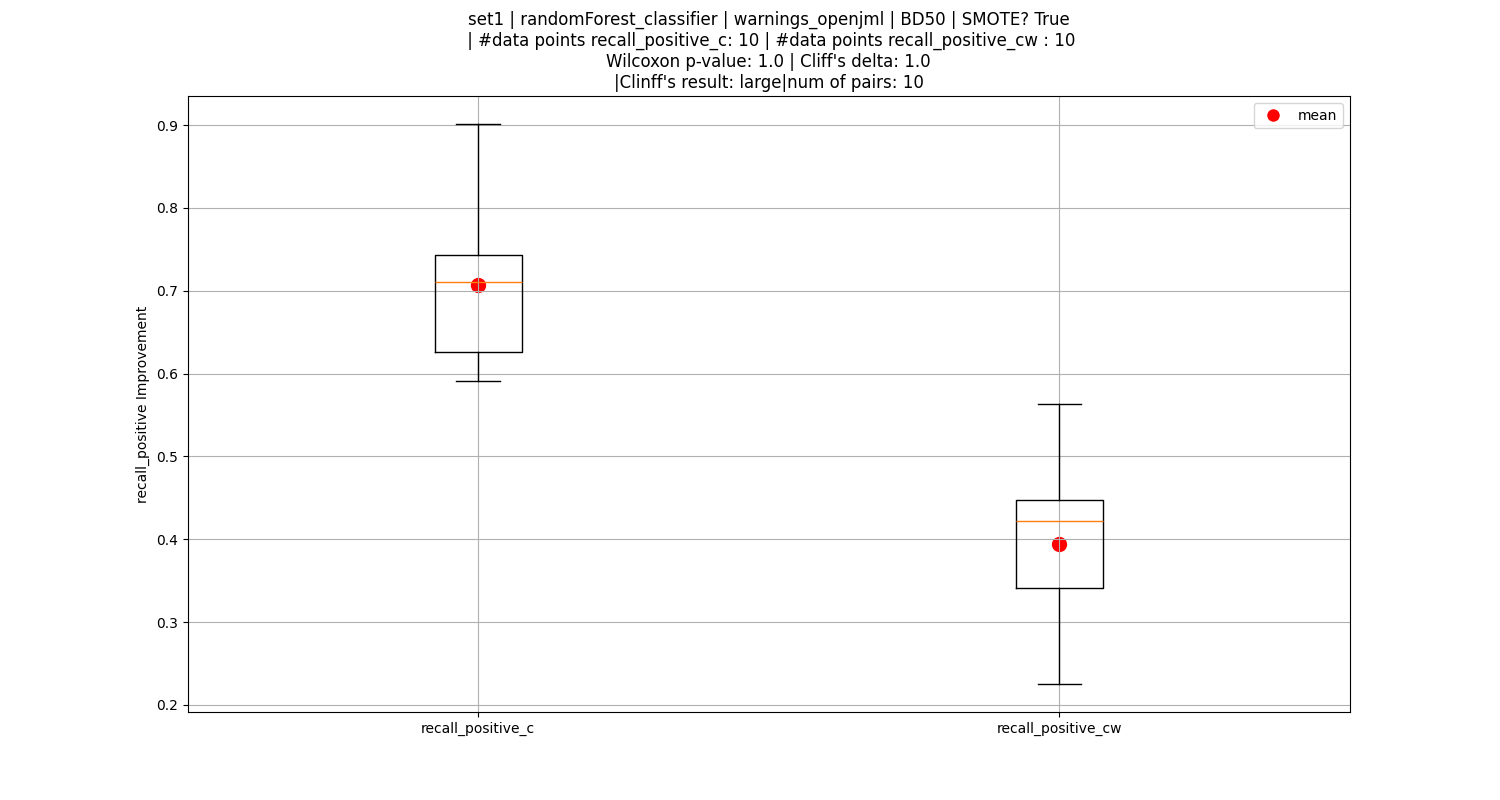 set1 | randomForest_classifier | warnings_openjml | BD50 | SMOTE? True
| #data points recall_positive_c: 10 | #data points recall_positive_cw : 10
Wilcoxon p-value: 1.0 | Cliff's delta: 1.0
|Clinff's result: large|num of pairs: 10
mean
0.9
0.8
0.7
0.6
0.5
0.4
0.3
0.2
recall_positive Improvement
recall_positive_c
recall_positive_cw